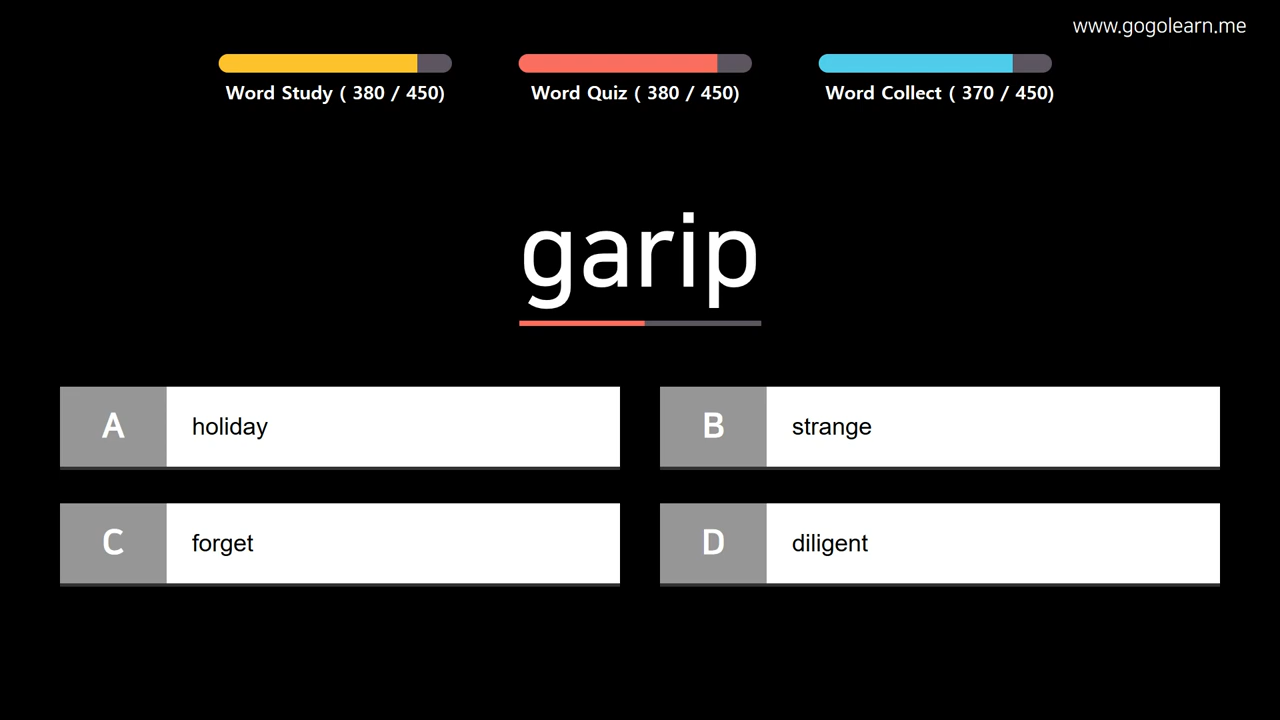 www.gogolearn.me
Word Study ( 380 / 450)
Word Quiz ( 380 / 450)
Word Collect ( 370 / 450)
garip
A holiday
B strange
C forget
D diligent